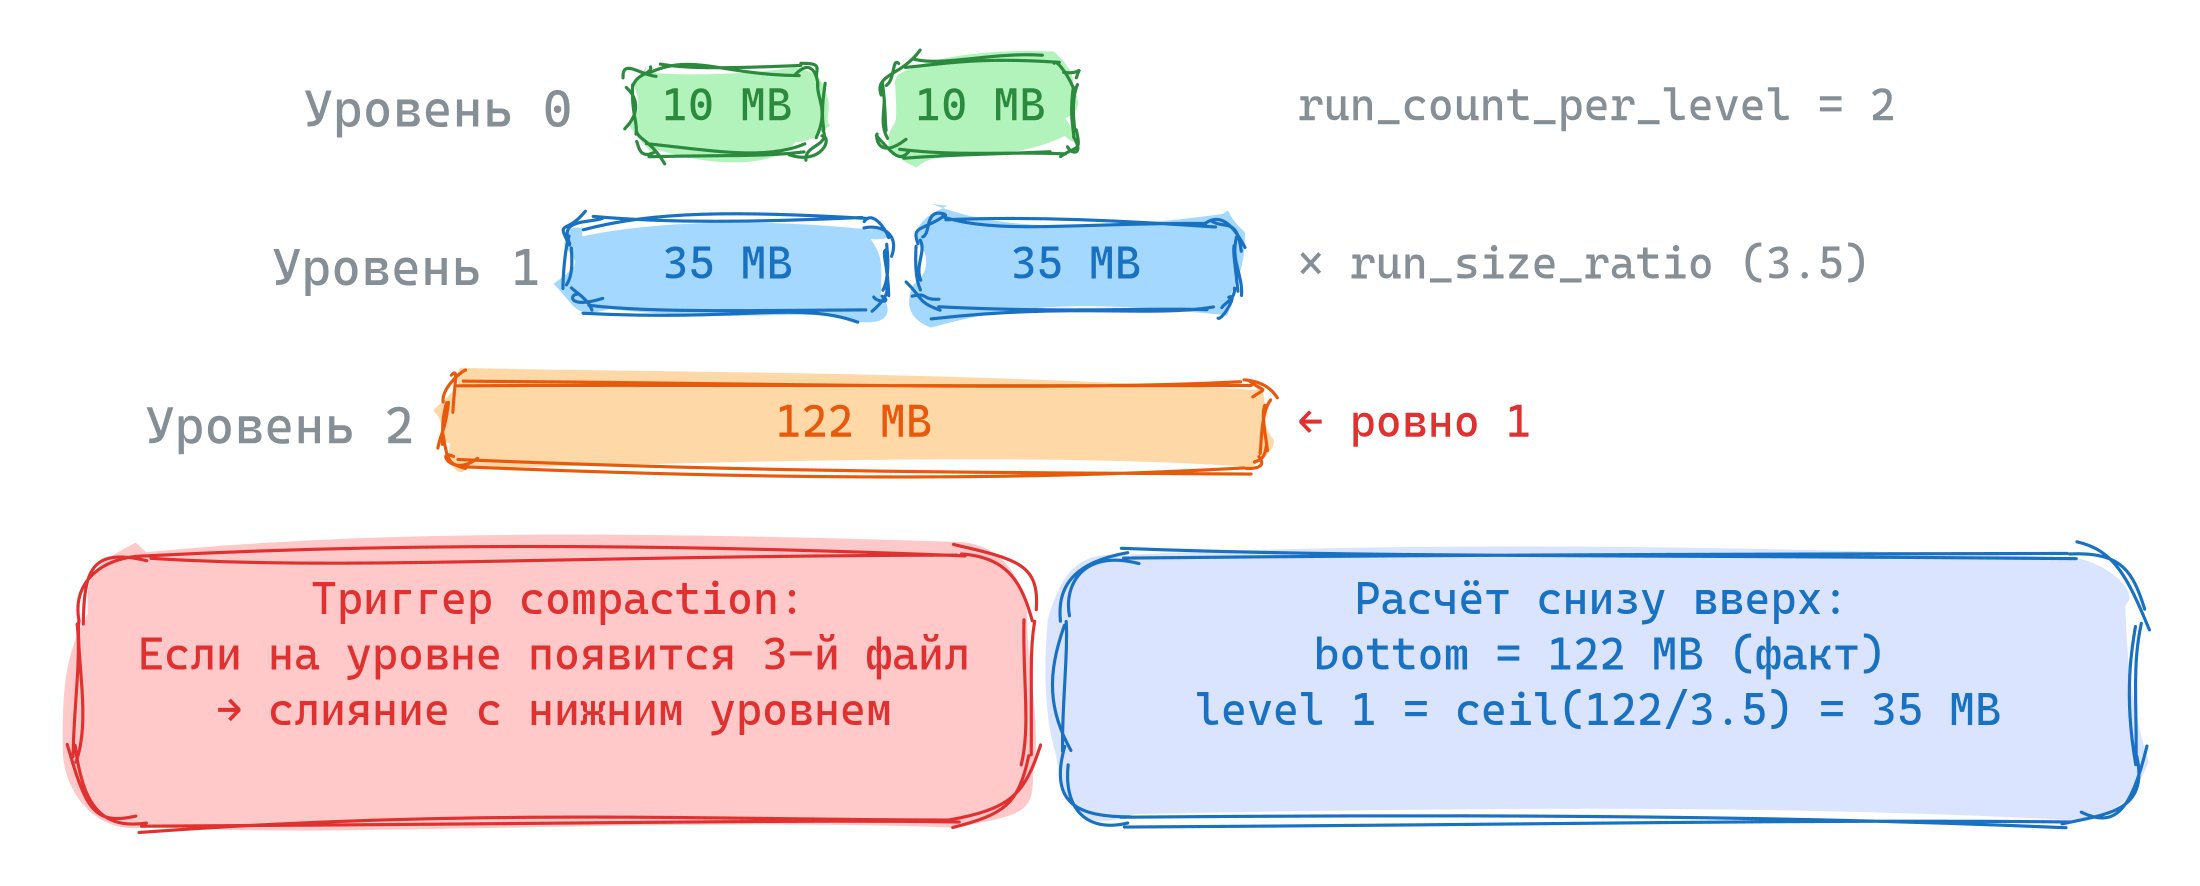 Уровень 0 10 MB 10 MB run_count_per_level = 2
Уровень 1 35 MB 35 MB × run_size_ratio (3.5)
Уровень 2 122 MB ← ровно 1
Триггер compaction:
Если на уровне появится 3-й файл
→ слияние с нижним уровнем
Расчёт снизу вверх:
bottom = 122 MB (факт)
level 1 = ceil(122/3.5) = 35 MB